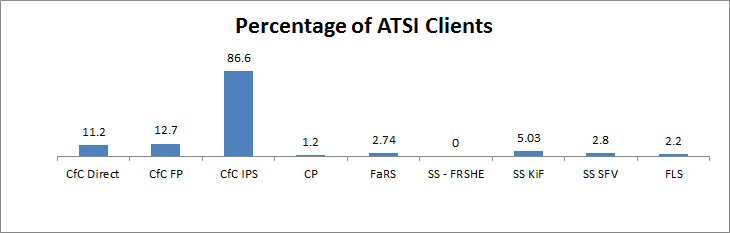 Percentage of ATSI Clients
11.2
12.7
86.6
1.2
2.74
0
5.03
2.8
2.2
CfC Direct
CfC FP
CfC IPS
CP
FaRS
SS - FRSHE
SS KiF
SS SFV
FLS